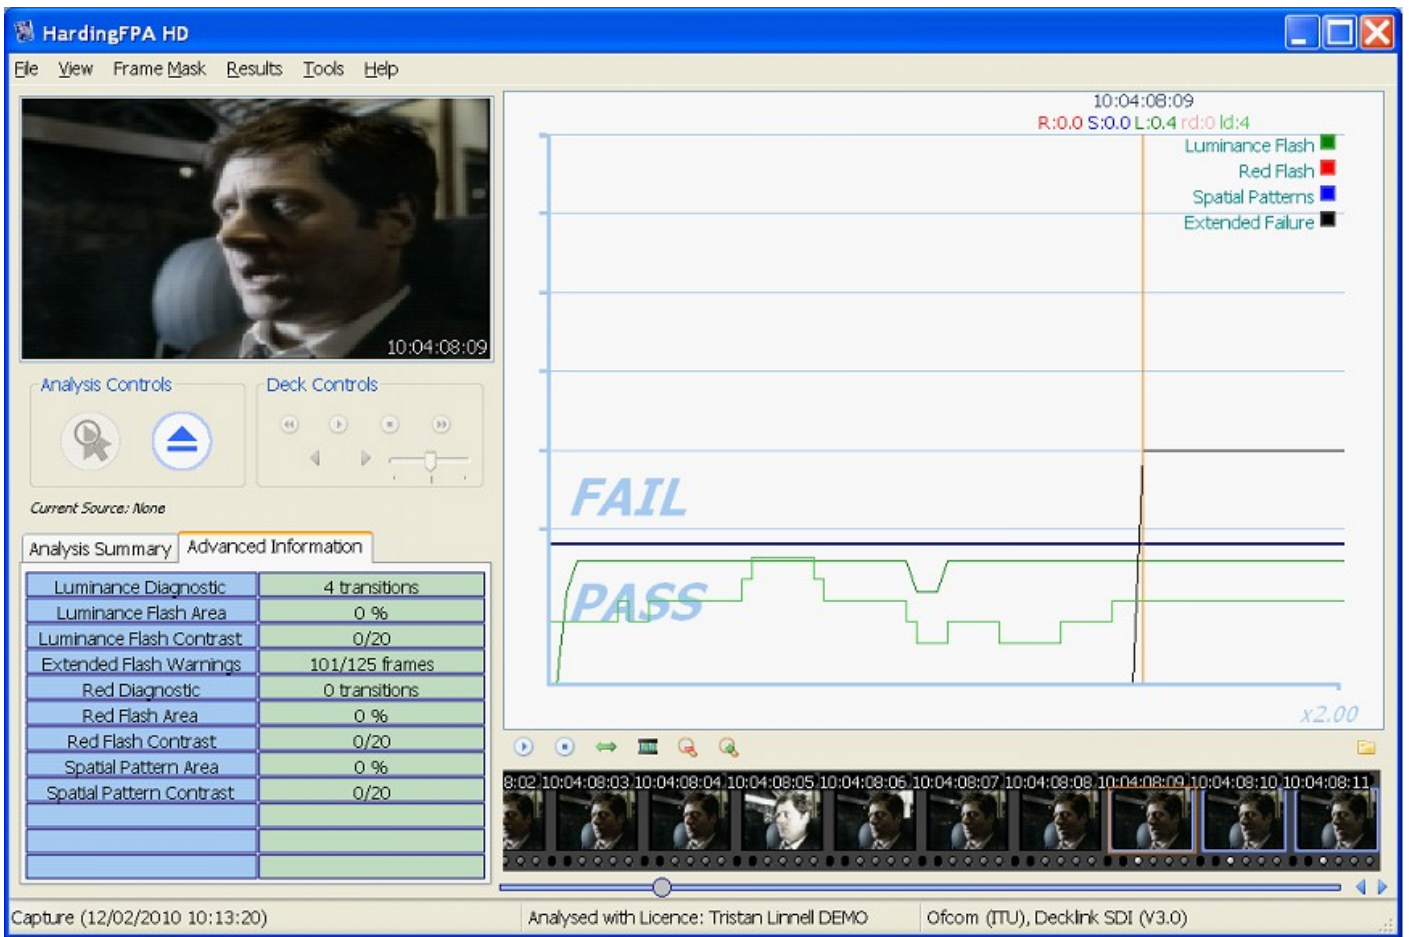 HardingFPA HD
File View Frame Mask Results Tools Help
10:04:08:09
Analysis Controls
Deck Controls
Current Source: None
Analysis Summary Advanced Information
Luminance Diagnostic 4 transitions
Luminance Flash Area 0 %
Luminance Flash Contrast 0/20
Extended Flash Warnings 101/125 frames
Red Diagnostic 0 transitions
Red Flash Area 0 %
Red Flash Contrast 0/20
Spatial Pattern Area 0 %
Spatial Pattern Contrast 0/20
10:04:08:09
R:0.0 S:0.0 L:0.4 rd:0 ld:4
Luminance Flash
Red Flash
Spatial Patterns
Extended Failure
FAIL
PASS
x2.00
8:02 10:04:08:03 10:04:08:04 10:04:08:05 10:04:08:06 10:04:08:07 10:04:08:08 10:04:08:09 10:04:08:10 10:04:08:11
Capture (12/02/2010 10:13:20) Analysed with Licence: Tristan Linnell DEMO Ofcom (ITU), Decklink SDI (V3.0)